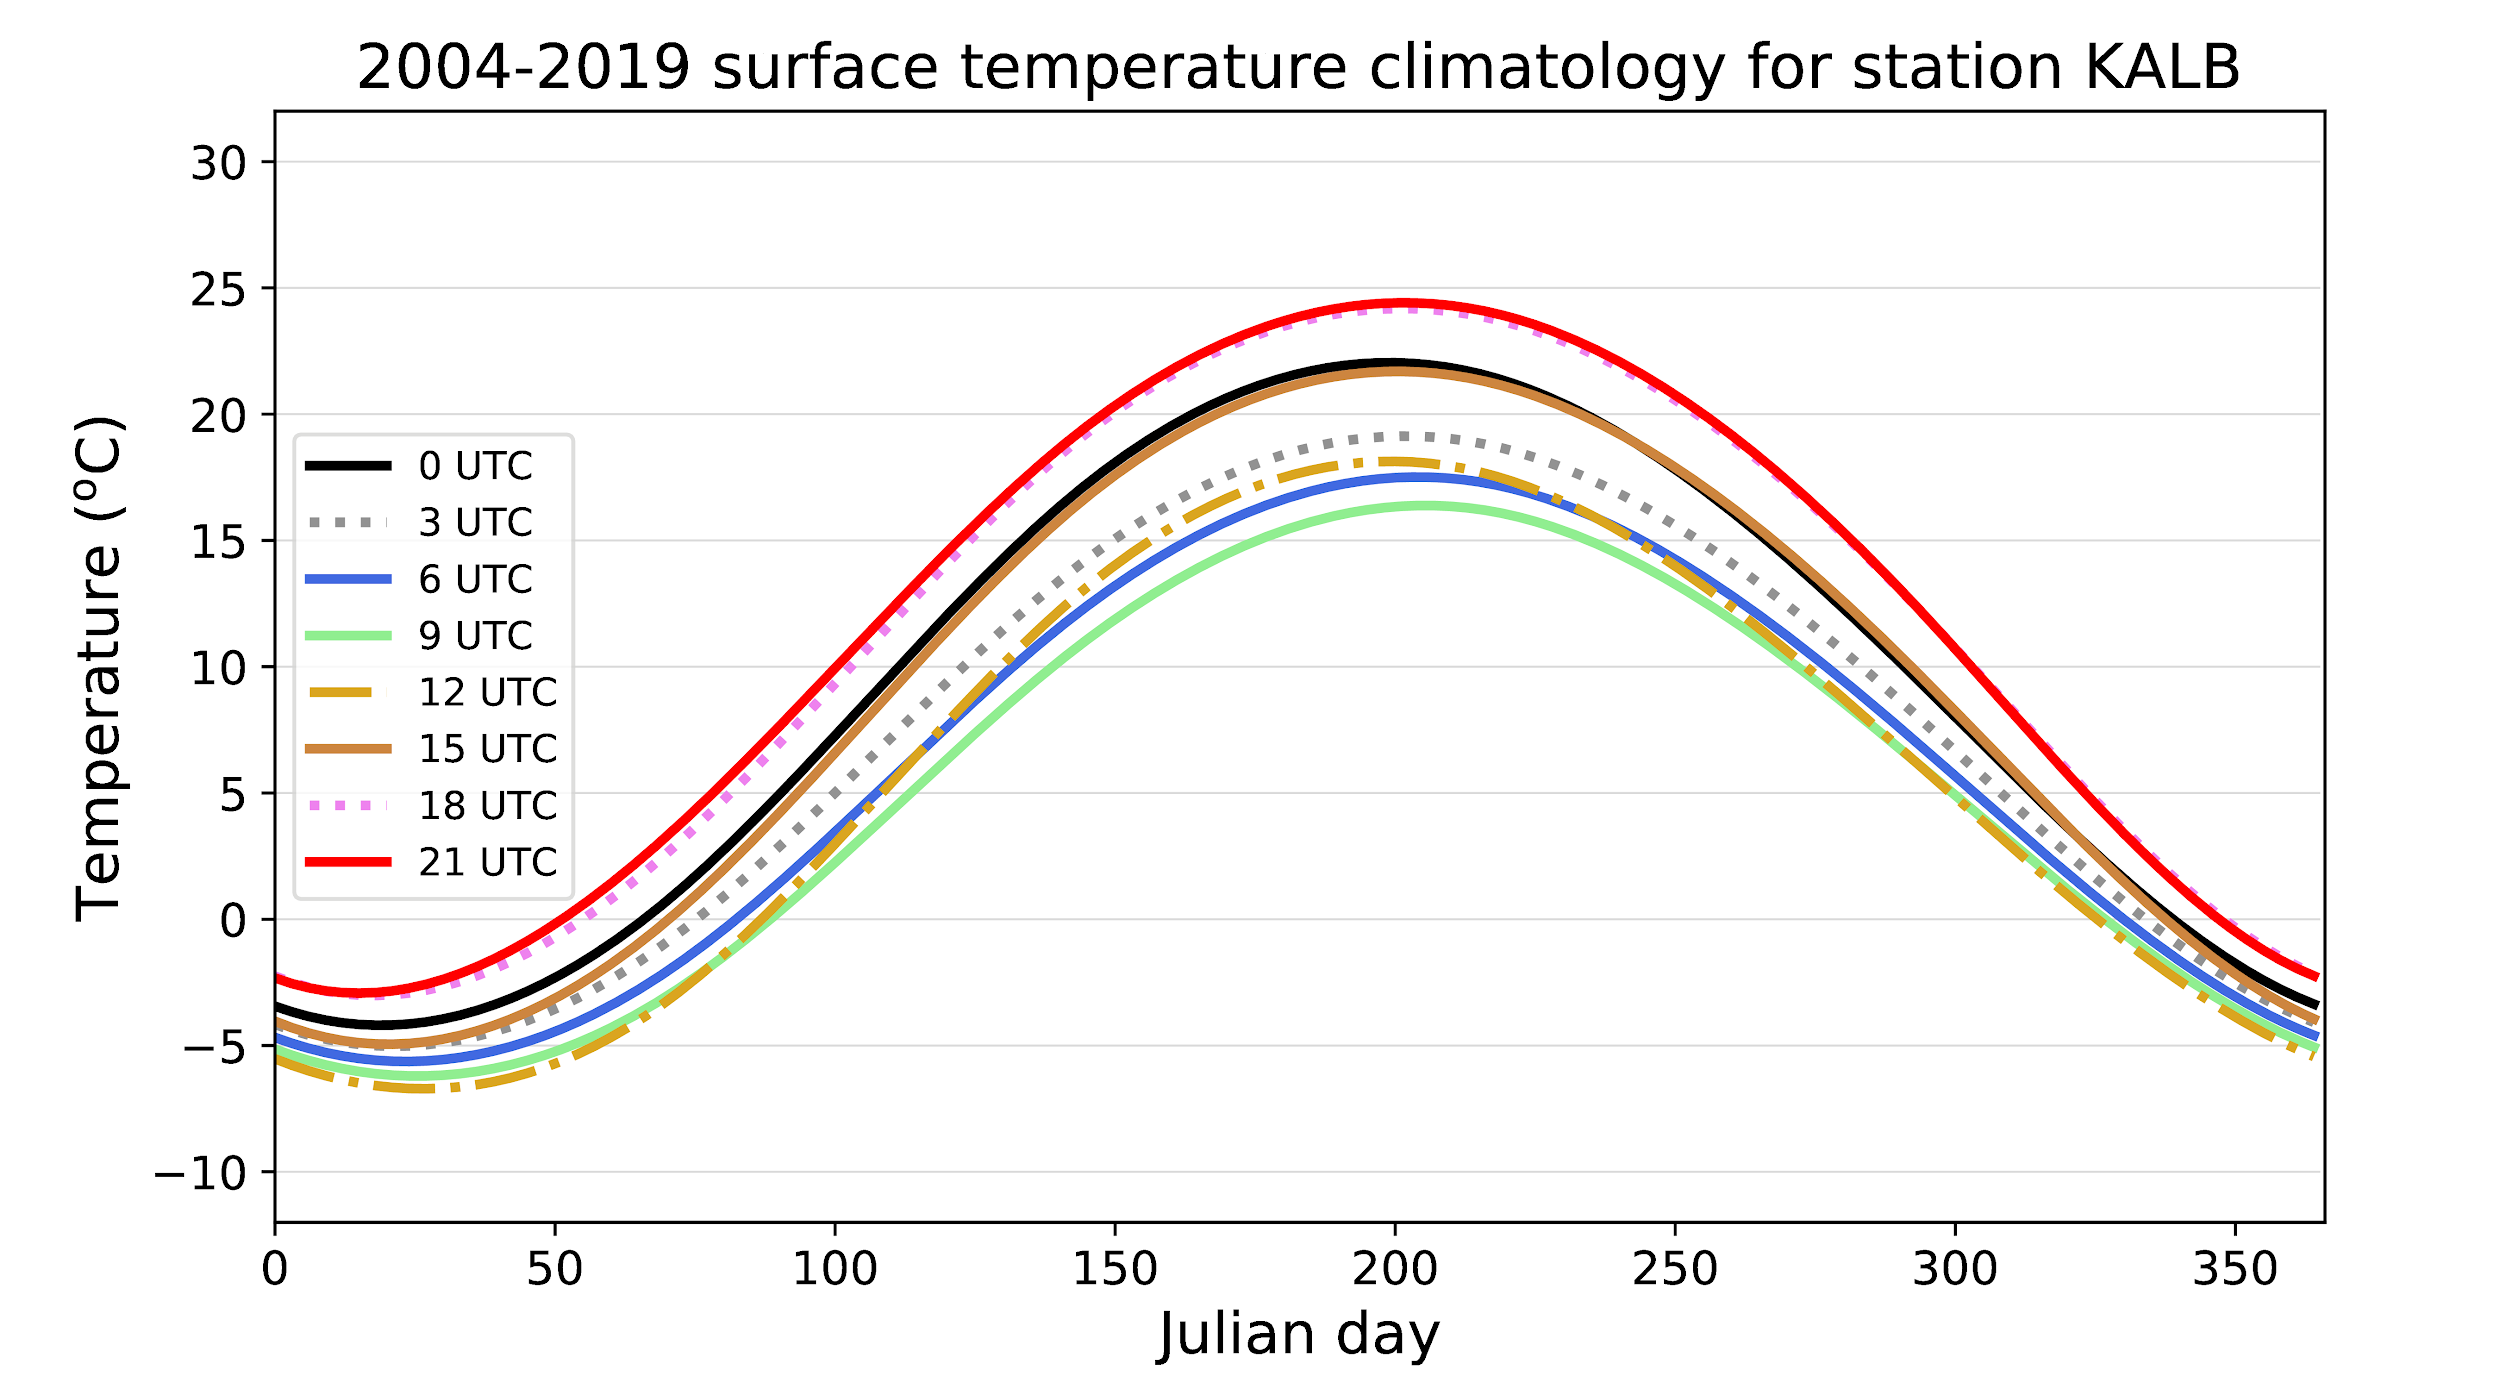 2004-2019 surface temperature climatology for station KALB
Temperature (ºC)
30
25
20
15
10
5
0
−5
−10
0 UTC
3 UTC
6 UTC
9 UTC
12 UTC
15 UTC
18 UTC
21 UTC
0 50 100 150 200 250 300 350
Julian day